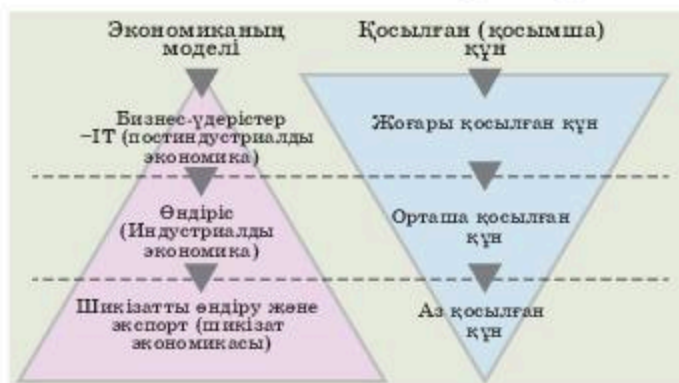 Экономиканың
моделі
Бизнес-үдерістер
–IT (постиндустриалды
экономика)
Өндіріс
(Индустриалды
экономика)
Шикізатты өндіру және
экспорт (шикізат
экономикасы)
Қосылған (қосымша)
құн
Жоғары қосылған құн
Орташа қосылған
құн
Аз қосылған
құн